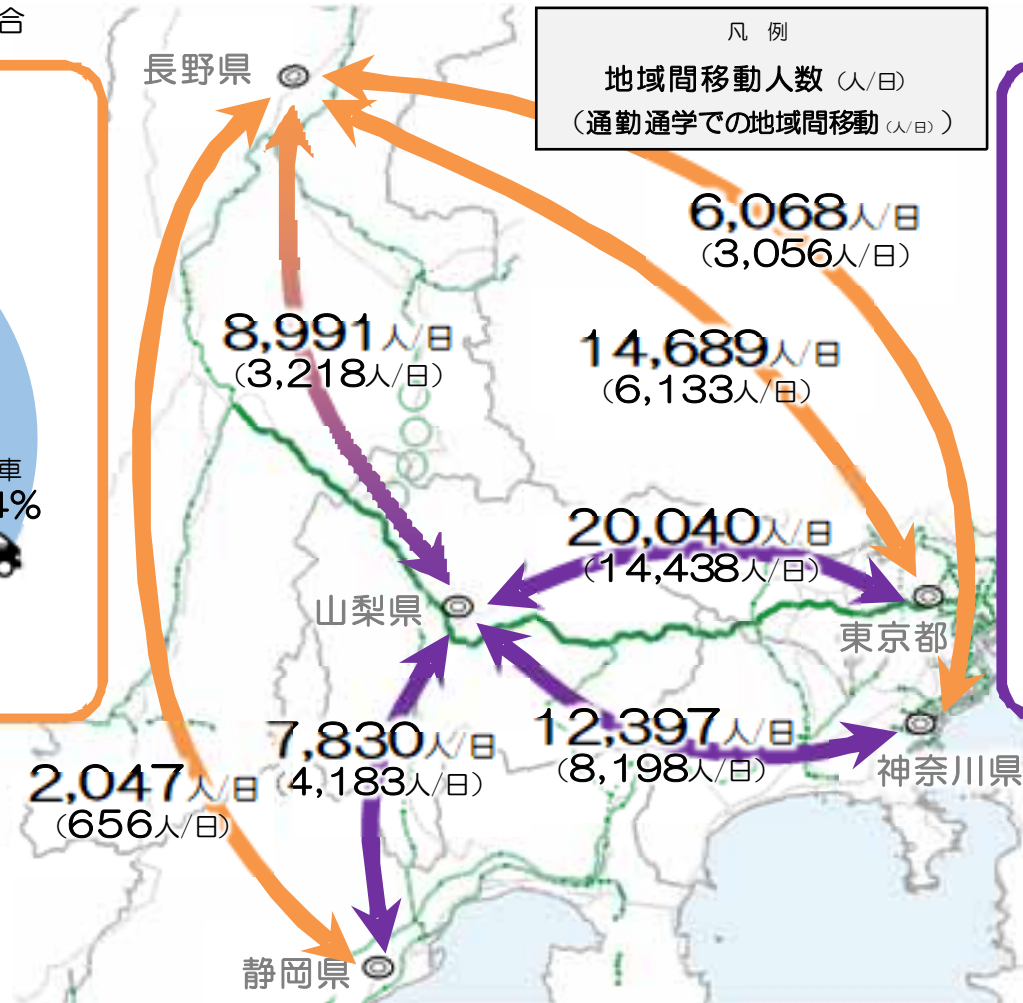 合
凡 例
地域間移動人数 (人/日)
(通勤通学での地域間移動 (人/日) )
長野県
6,068人/日
(3,056人/日)
8,991人/日
(3,218人/日)
14,689人/日
(6,133人/日)
車
4%
20,040人/日
(14,438人/日)
山梨県
東京都
7,830人/日
(4,183人/日)
12,397人/日
(8,198人/日)
神奈川県
2,047人/日
(656人/日)
静岡県